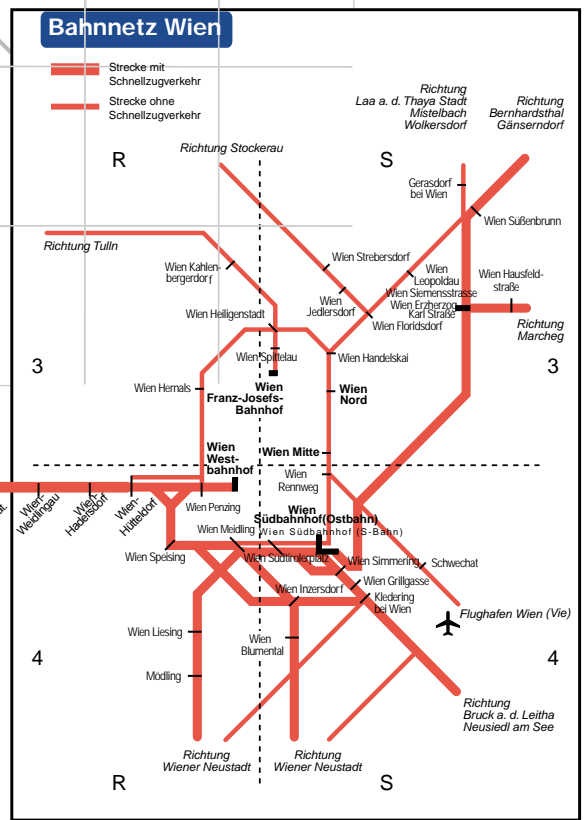 Bahnnetz Wien
Strecke mit
Schnellzugverkehr
Strecke ohne
Schnellzugverkehr
Richtung
Laa a. d. Thaya Stadt
Mistelbach
Wolkersdorf
Richtung
Bernhardsthal
Gänserndorf
R
S
Richtung Stockerau
Gerasdorf
bei Wien
Wien Süßenbrunn
Richtung Tulln
Wien Kahlen-
bergerdorf
Wien Strebersdorf
Wien
Leopoldau
Wien Hausfeld-
straße
Wien
Jedlersdorf
Wien Siemensstrasse
Wien Erzherzog
Karl Straße
Wien Heiligenstadt
Wien Floridsdorf
Richtung
Marcheg
Wien Spittelau
Wien Handelskai
3
3
Wien Hernals
Wien
Franz-Josefs-
Bahnhof
Wien
Nord
Wien
West-
bahnhof
Wien Mitte
Wien
Rennweg
st.
Wien-
Weidlingau
Wien-
Hadersdorf
Wien-
Hütteldorf
Wien Penzing
Wien
Südbahnhof(Ostbahn)
Wien Südbahnhof (S-Bahn)
Wien Meidling
Wien Speising
Wien Südtirolerplatz
Wien Simmering
Schwechat
Wien Grillgasse
Wien Inzersdorf
Kledering
bei Wien
Flughafen Wien (Vie)
Wien Liesing
Wien
Blumental
4
4
Mödling
Richtung
Bruck a. d. Leitha
Neusiedl am See
Richtung
Wiener Neustadt
Richtung
Wiener Neustadt
R
S